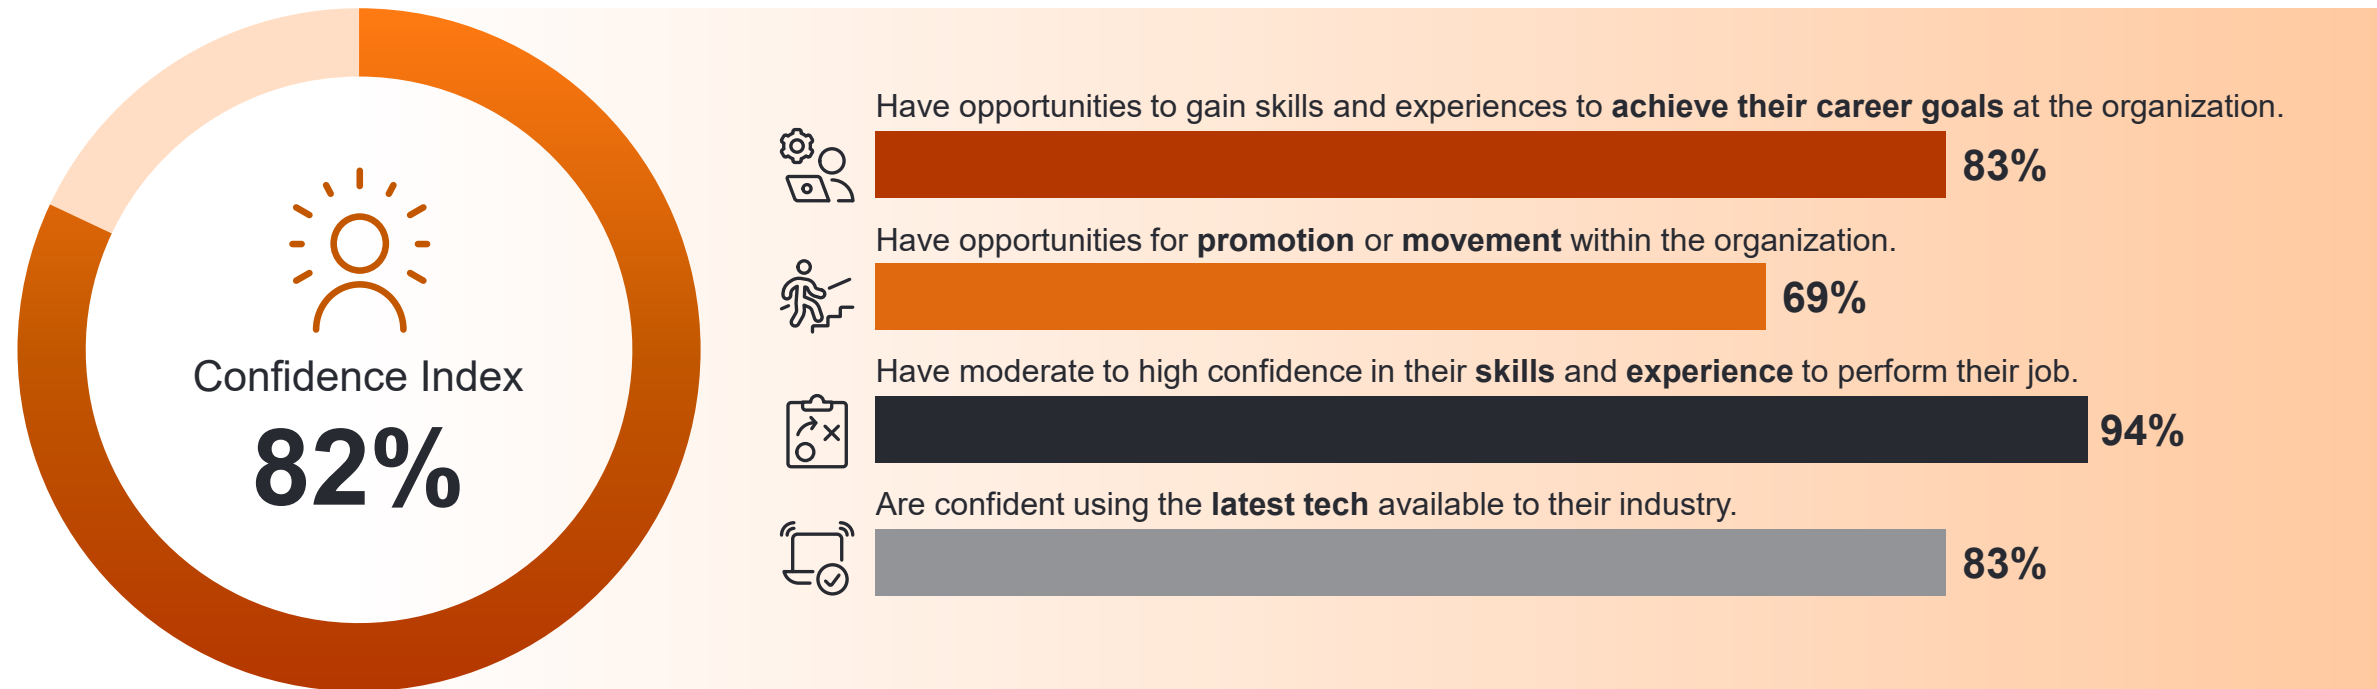 Confidence Index
82%
Have opportunities to gain skills and experiences to achieve their career goals at the organization.
83%
Have opportunities for promotion or movement within the organization.
69%
Have moderate to high confidence in their skills and experience to perform their job.
94%
Are confident using the latest tech available to their industry.
83%